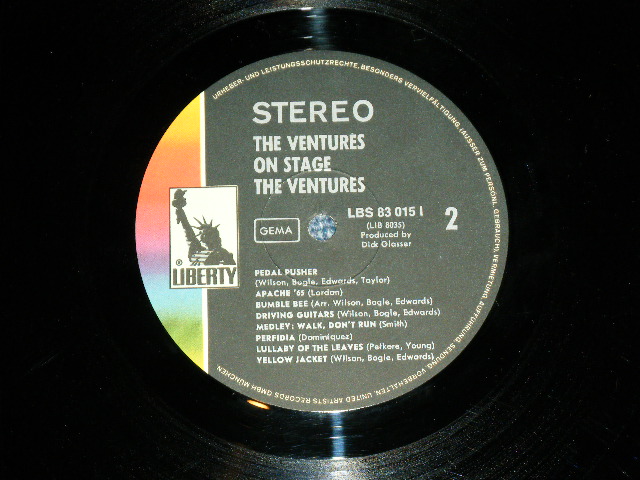 URHEBER- UND LEISTUNGSSCHUTZRECHTE, BESONDERS VERVIELFÄLTIGUNG (AUSSER ZUM PERSÖNL. GEBRAUCH), VERMIETUNG, AUFFÜHRUNG, SENDUNG VORBEHALTEN. UNITED ARTISTS RECORDS GMBH MÜNCHEN
STEREO
THE VENTURES
ON STAGE
THE VENTURES
GEMA
LBS 83 015 I
2
(LIB 8035)
Produced by
Dick Glasser
® LIBERTY
PEDAL PUSHER
(Wilson, Bogle, Edwards, Taylor)
APACHE '65 (Lordan)
BUMBLE BEE (Arr. Wilson, Bogle, Edwards)
DRIVING GUITARS (Wilson, Bogle, Edwards)
MEDLEY: WALK, DON'T RUN (Smith)
PERFIDIA (Dominiquez)
LULLABY OF THE LEAVES (Petkere, Young)
YELLOW JACKET (Wilson, Bogle, Edwards)